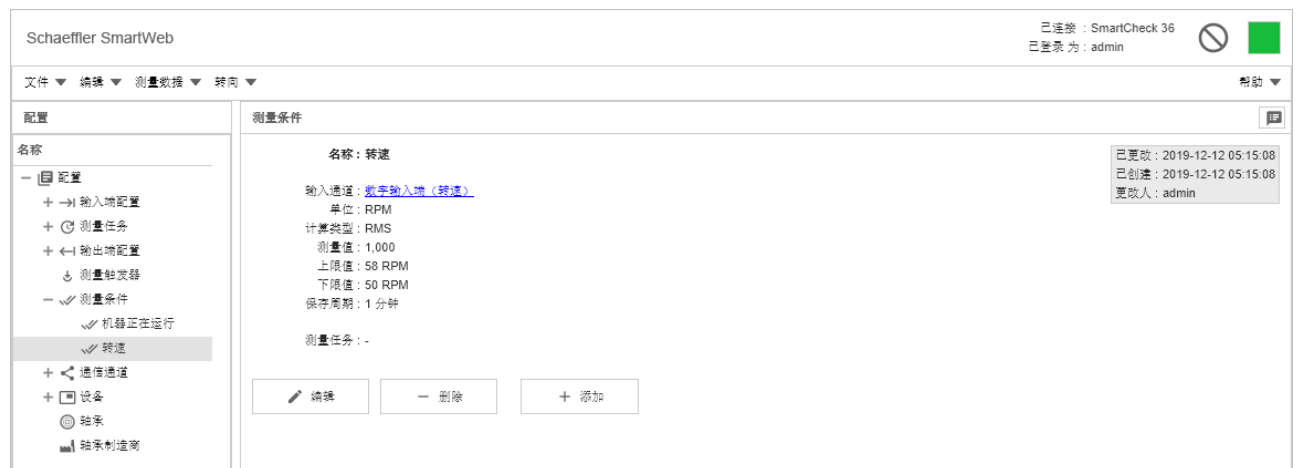 Schaeffler SmartWeb
已连接 : SmartCheck 36
已登录 为 : admin
文件 编辑 测量数据 转向 帮助
配置
名称
配置
输入端配置
测量任务
输出端配置
测量触发器
测量条件
机器正在运行
转速
通信通道
设备
轴承
轴承制造商
测量条件
名称 : 转速
输入通道 : 数字输入端（转速）
单位 : RPM
计算类型 : RMS
测量值 : 1,000
上限值 : 58 RPM
下限值 : 50 RPM
保存周期 : 1 分钟
测量任务 : -
已更改 : 2019-12-12 05:15:08
已创建 : 2019-12-12 05:15:08
更改人 : admin
编辑 删除 添加